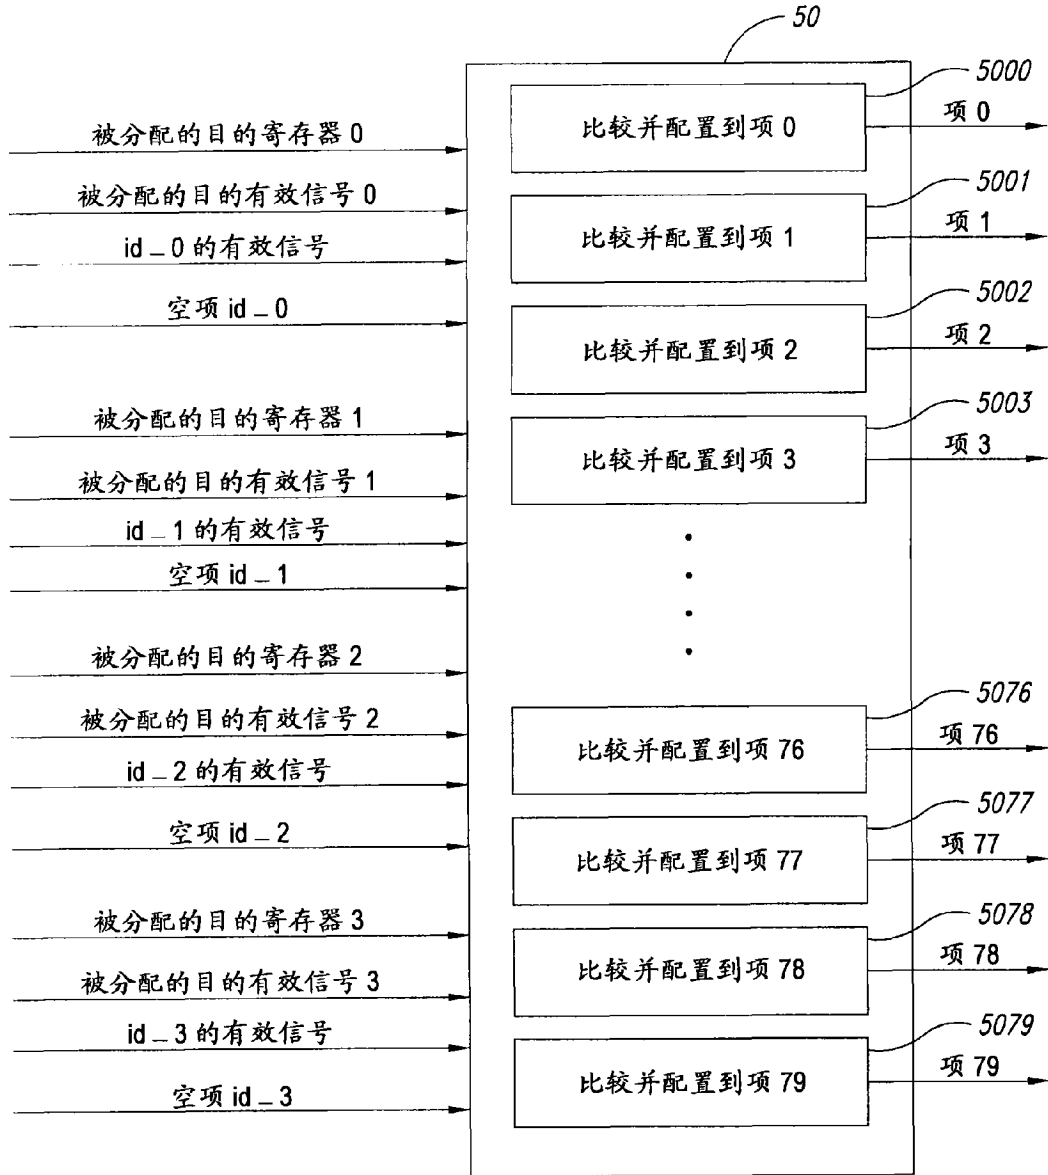 50
5000
比较并配置到项 0
项 0
被分配的目的寄存器 0
5001
被分配的目的有效信号 0
比较并配置到项 1
项 1
id _ 0 的有效信号
5002
空项 id _ 0
比较并配置到项 2
项 2
5003
被分配的目的寄存器 1
比较并配置到项 3
项 3
被分配的目的有效信号 1
id _ 1 的有效信号
空项 id _ 1
被分配的目的寄存器 2
5076
被分配的目的有效信号 2
比较并配置到项 76
项 76
id _ 2 的有效信号
5077
空项 id _ 2
比较并配置到项 77
项 77
5078
被分配的目的寄存器 3
比较并配置到项 78
项 78
被分配的目的有效信号 3
5079
id _ 3 的有效信号
比较并配置到项 79
项 79
空项 id _ 3